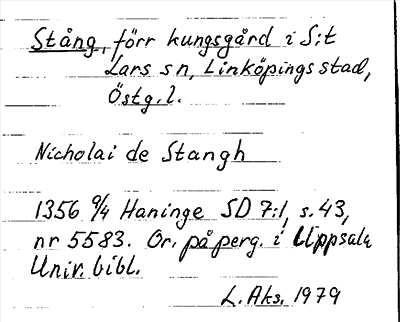 Stång, förr kungsgård i S:t
Lars sn, Linköpings stad,
Östg.l.
Nicholai de Stangh
1356 9/4 Haninge SD 7:1, s. 43,
nr 5583. Or. på perg. i Uppsala
Univ. bibl.
L. Aks. 1979